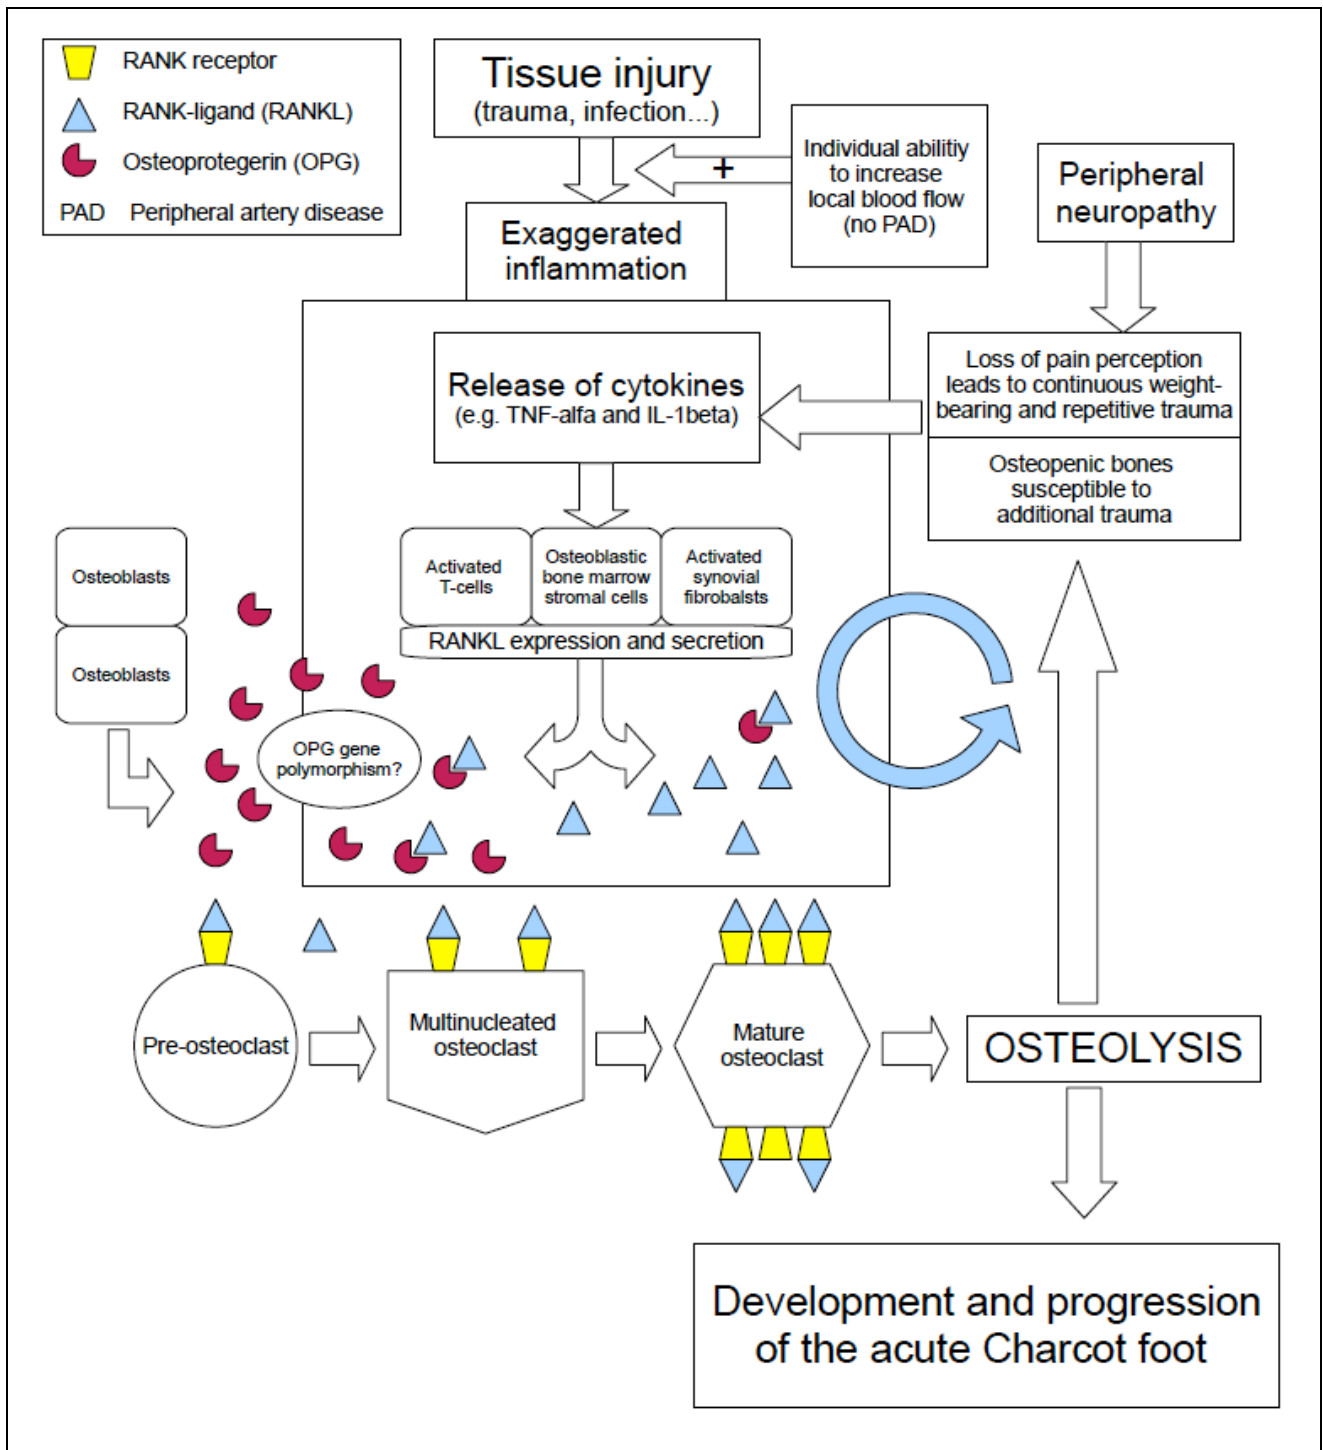 RANK receptor
RANK-ligand (RANKL)
Osteoprotegerin (OPG)
PAD Peripheral artery disease
Tissue injury
(trauma, infection...)
+
Individual abilitiy
to increase
local blood flow
(no PAD)
Peripheral
neuropathy
Exaggerated
inflammation
Release of cytokines
(e.g. TNF-alfa and IL-1beta)
Loss of pain perception
leads to continuous weight-
bearing and repetitive trauma
Osteopenic bones
susceptible to
additional trauma
Osteoblasts
Osteoblasts
Activated
T-cells
Osteoblastic
bone marrow
stromal cells
Activated
synovial
fibrobalsts
RANKL expression and secretion
OPG gene
polymorphism?
Pre-osteoclast
Multinucleated
osteoclast
Mature
osteoclast
OSTEOLYSIS
Development and progression
of the acute Charcot foot